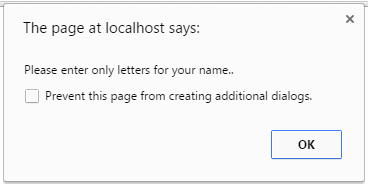 The page at localhost says:
Please enter only letters for your name..
Prevent this page from creating additional dialogs.
OK